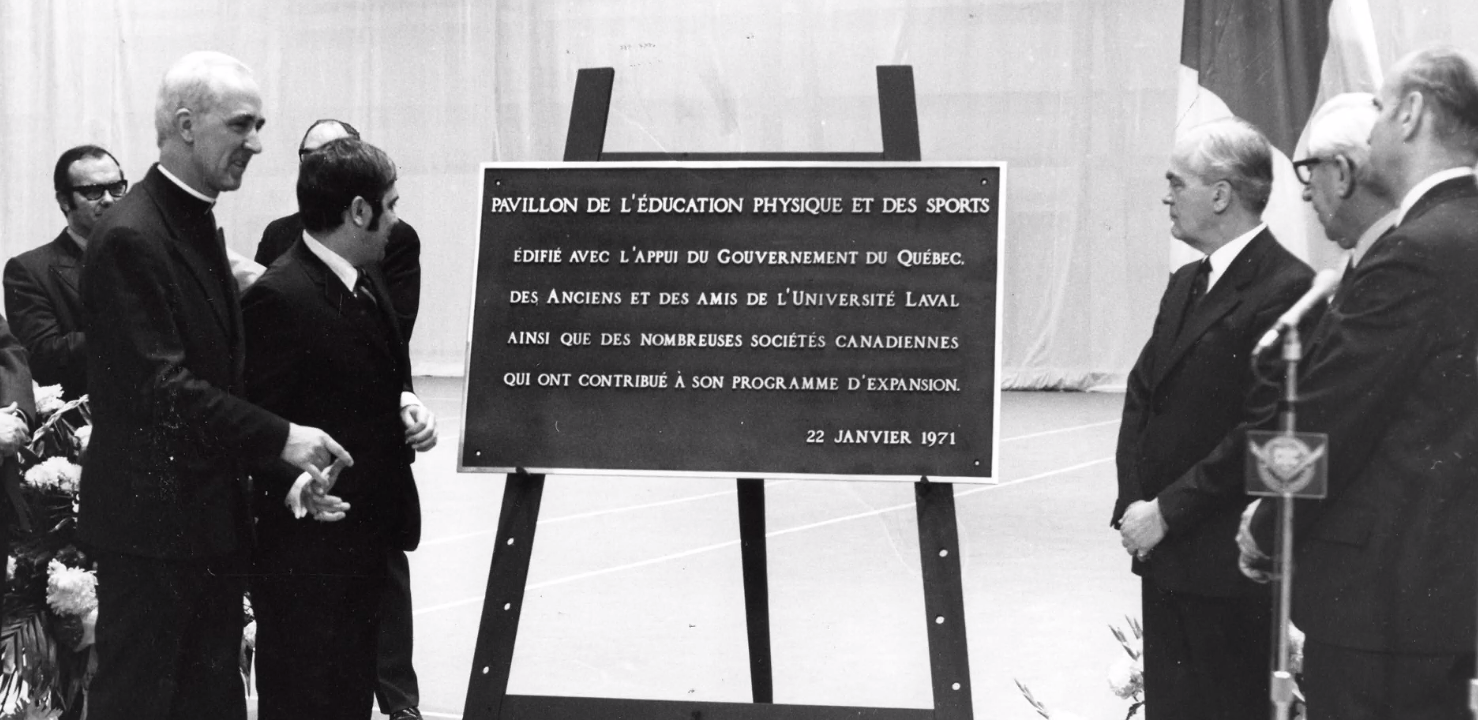 PAVILLON DE L'ÉDUCATION PHYSIQUE ET DES SPORTS
ÉDIFIÉ AVEC L'APPUI DU GOUVERNEMENT DU QUÉBEC,
DES ANCIENS ET DES AMIS DE L'UNIVERSITÉ LAVAL
AINSI QUE DES NOMBREUSES SOCIÉTÉS CANADIENNES
QUI ONT CONTRIBUÉ À SON PROGRAMME D'EXPANSION.
22 JANVIER 1971